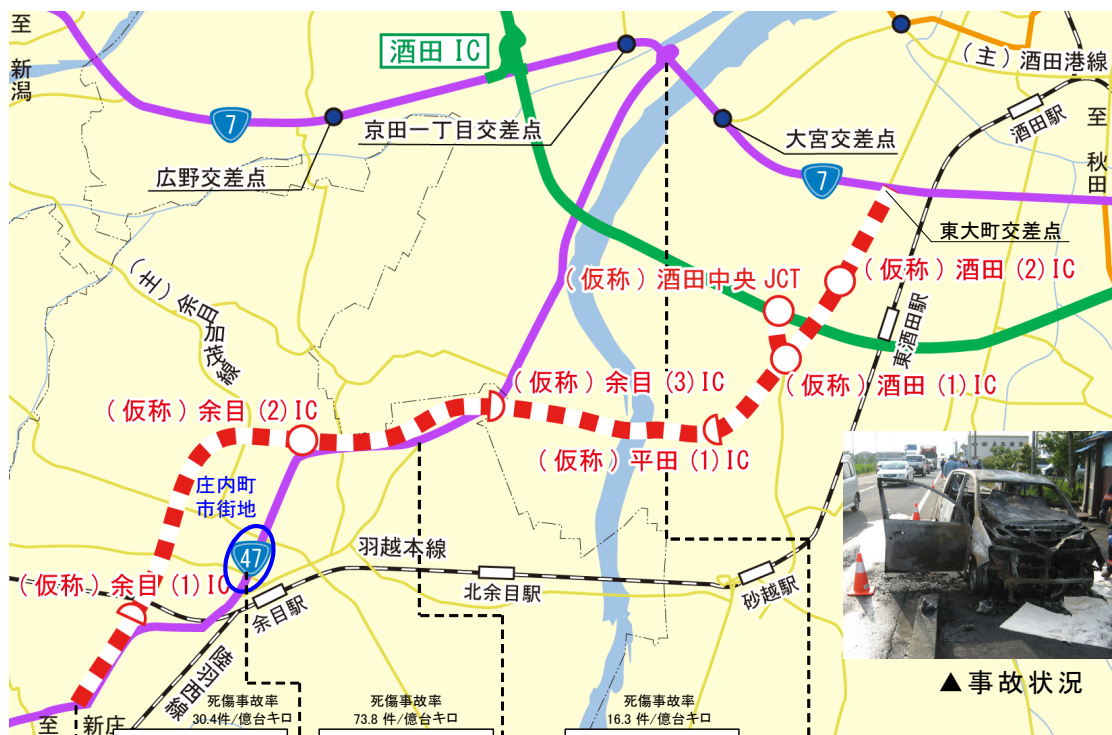 至
新潟
酒田 IC
(主)酒田港線
酒田駅
至
秋田
7
京田一丁目交差点
大宮交差点
広野交差点
7
東大町交差点
(仮称)酒田(2)IC
(仮称)酒田中央 JCT
東酒田駅
(主)余目加茂線
(仮称)余目(3)IC
(仮称)酒田(1)IC
(仮称)余目(2)IC
(仮称)平田(1)IC
庄内町
市街地
47
羽越本線
(仮称)余目(1)IC
余目駅
北余目駅
砂越駅
陸羽西線
▲事故状況
死傷事故率
30.4件/億台キロ
死傷事故率
73.8 件/億台キロ
死傷事故率
16.3 件/億台キロ
至 新庄